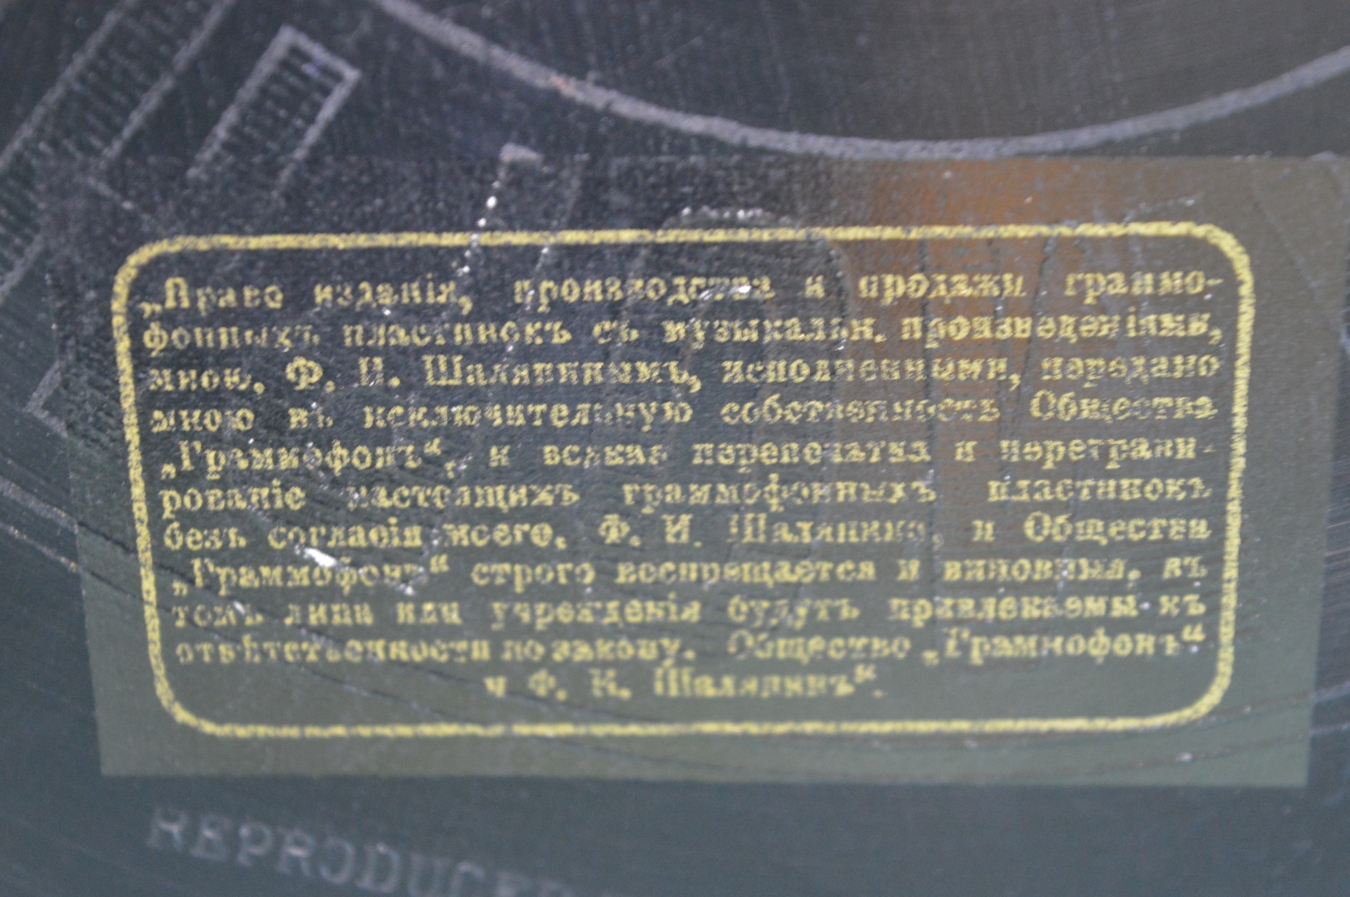 „Право изданія, производства и продажи граммо-
фонныхъ пластинокъ съ музыкальн. произведеніями,
мною, Ф. И. Шаляпинымъ, исполненными, передано
мною въ исключительную собственность Общества
„Граммофонъ“, и всякая перепечатка и переграви-
рованіе настоящихъ граммофонныхъ пластинокъ
безъ согласія моего, Ф. И. Шаляпина, и Общества
„Граммофонъ“ строго воспрещается и виновныя, въ
томъ лица или учрежденія будутъ привлекаемы къ
отвѣтственности по закону. Общество „Граммофонъ“
и Ф. И. Шаляпинъ“.
REPRODUCED